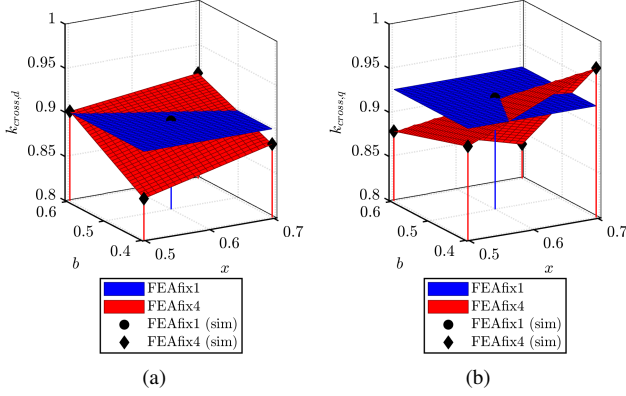 1
0.95
0.9
0.85
0.8
k_{cross,d}
0.6
0.5
0.4
b
0.5
0.6
0.7
x
FEAfix1
FEAfix4
FEAfix1 (sim)
FEAfix4 (sim)
(a)
1
0.95
0.9
0.85
0.8
k_{cross,q}
0.6
0.5
0.4
b
0.5
0.6
0.7
x
FEAfix1
FEAfix4
FEAfix1 (sim)
FEAfix4 (sim)
(b)